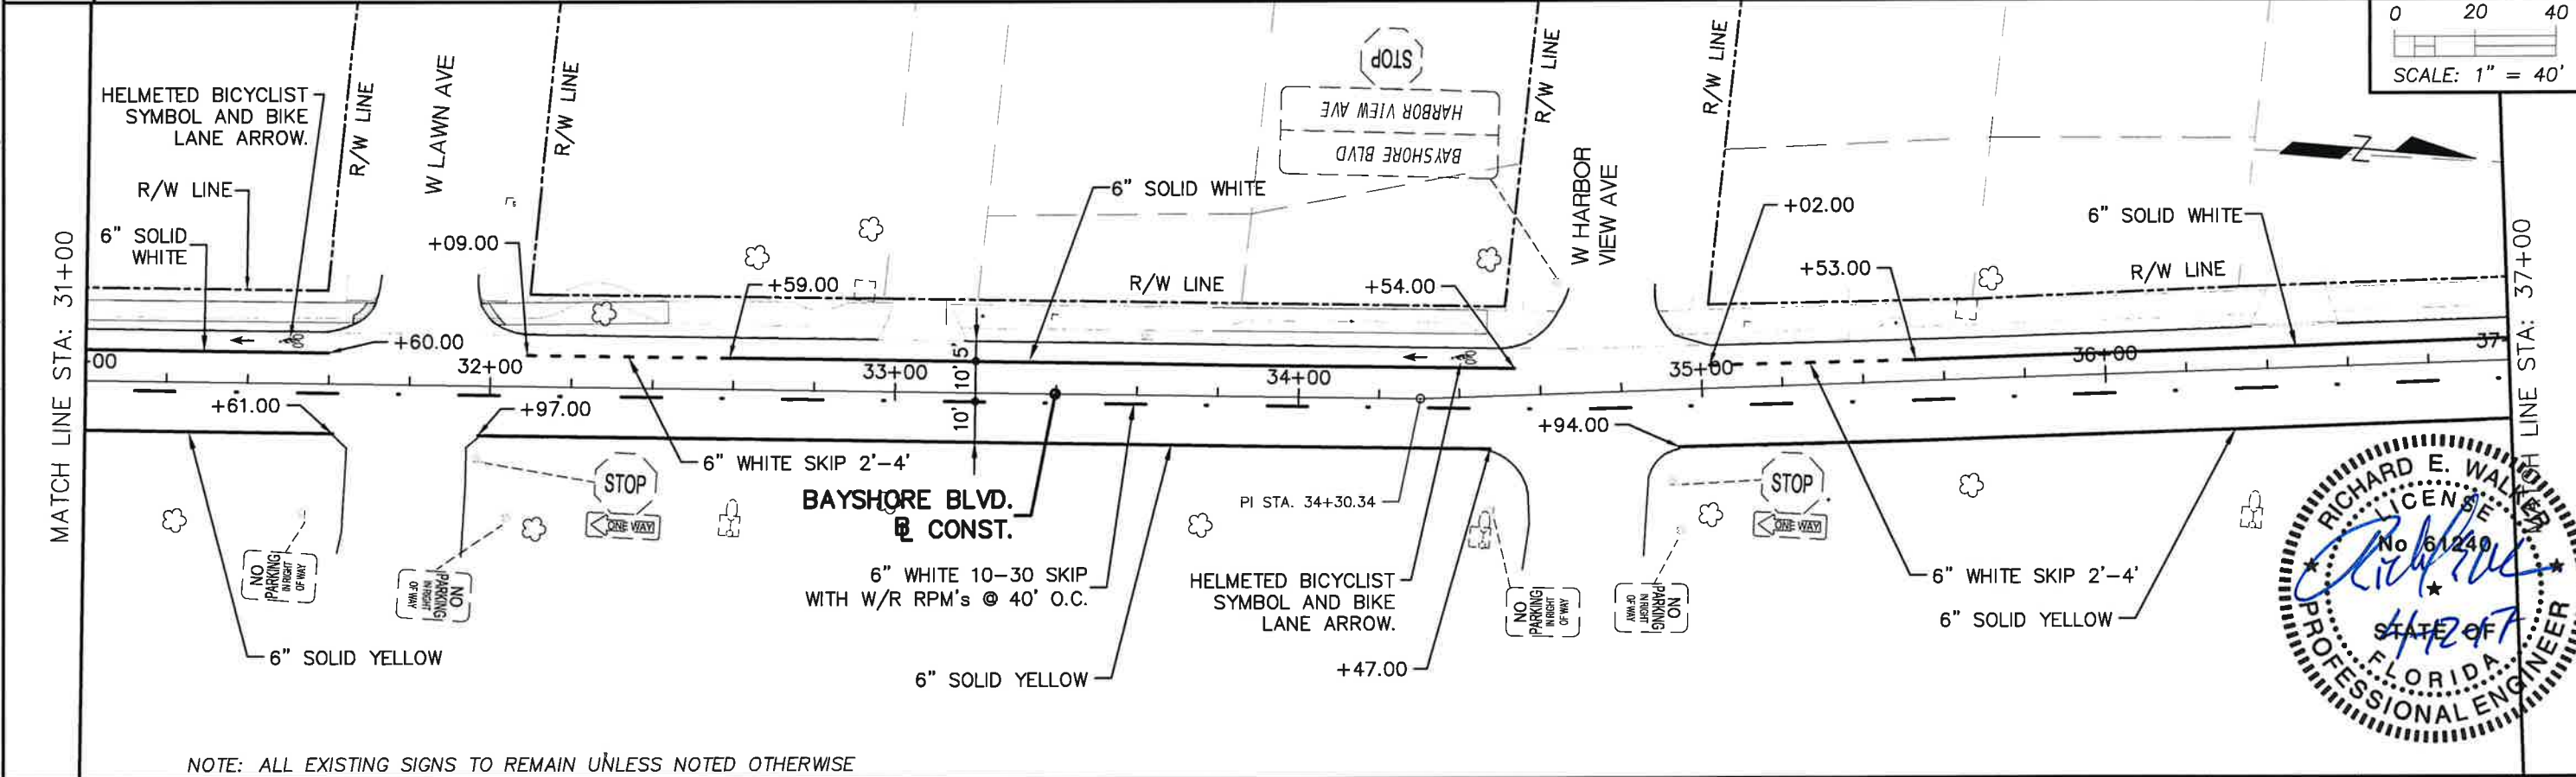 0 20 40
SCALE: 1" = 40'
MATCH LINE STA: 31+00
HELMETED BICYCLIST
SYMBOL AND BIKE
LANE ARROW.
R/W LINE
6" SOLID
WHITE
R/W LINE
W LAWN AVE
R/W LINE
+09.00
+59.00
+60.00
STOP
HARBOR VIEW AVE
BAYSHORE BLVD
6" SOLID WHITE
R/W LINE
+54.00
R/W LINE
W HARBOR
VIEW AVE
R/W LINE
+02.00
+53.00
6" SOLID WHITE
R/W LINE
Z
MATCH LINE STA: 37+00
00
32+00
33+00
34+00
35+00
36+00
37
5'
10'
10'
+61.00
+97.00
6" WHITE SKIP 2'-4'
STOP
ONE WAY
NO
PARKING
IN RIGHT
OF WAY
NO
PARKING
IN RIGHT
OF WAY
6" SOLID YELLOW
BAYSHORE BLVD.
BL CONST.
6" WHITE 10-30 SKIP
WITH W/R RPM's @ 40' O.C.
6" SOLID YELLOW
PI STA. 34+30.34
HELMETED BICYCLIST
SYMBOL AND BIKE
LANE ARROW.
+47.00
+94.00
NO
PARKING
IN RIGHT
OF WAY
NO
PARKING
IN RIGHT
OF WAY
STOP
ONE WAY
6" WHITE SKIP 2'-4'
6" SOLID YELLOW
RICHARD E. WALKER
LICENSE
No 61240
STATE OF
FLORIDA
PROFESSIONAL ENGINEER
NOTE: ALL EXISTING SIGNS TO REMAIN UNLESS NOTED OTHERWISE